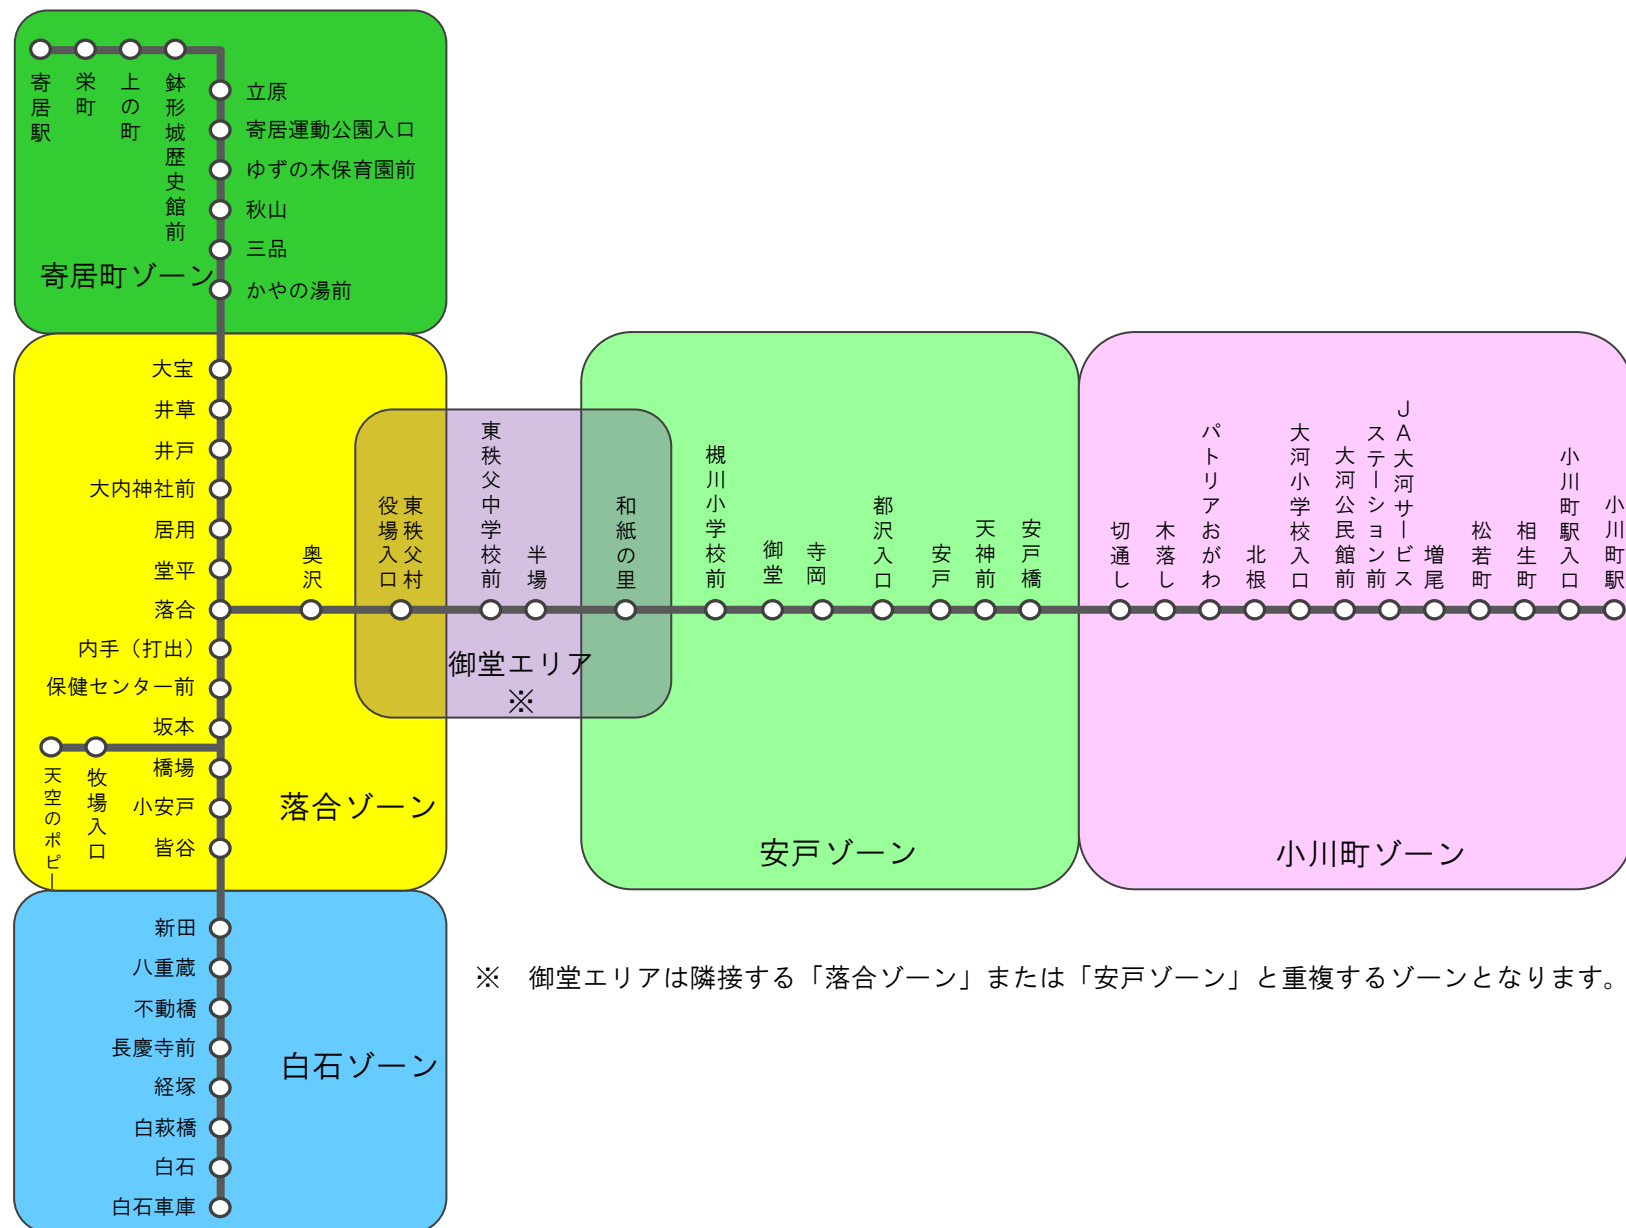 寄居駅
栄町
上の町
鉢形城歴史館前
立原
寄居運動公園入口
ゆずの木保育園前
秋山
三品
かやの湯前
寄居町ゾーン
大宝
井草
井戸
大内神社前
居用
堂平
落合
内手（打出）
保健センター前
坂本
橋場
小安戸
皆谷
天空のポピー
牧場入口
落合ゾーン
奥沢
東秩父村
役場入口
東秩父中学校前
半場
和紙の里
御堂エリア
※
槻川小学校前
御堂
寺岡
都沢入口
安戸
天神前
安戸橋
安戸ゾーン
切通し
木落し
パトリアおがわ
北根
大河小学校入口
大河公民館前
ＪＡ大河サービス
ステーション前
増尾
松若町
相生町
小川町駅入口
小川町駅
小川町ゾーン
新田
八重蔵
不動橋
長慶寺前
経塚
白萩橋
白石
白石車庫
白石ゾーン
※　御堂エリアは隣接する「落合ゾーン」または「安戸ゾーン」と重複するゾーンとなります。